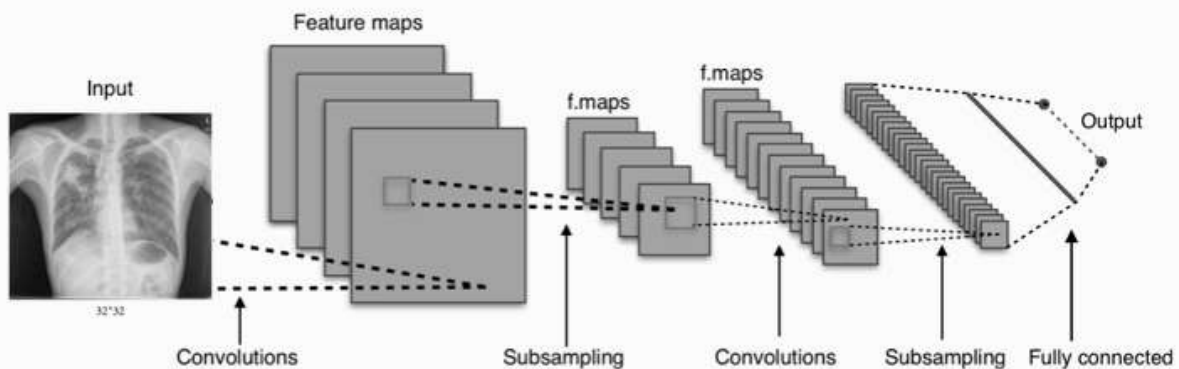 Feature maps
f.maps
f.maps
Input
Output
32*32
Convolutions
Subsampling
Convolutions
Subsampling
Fully connected